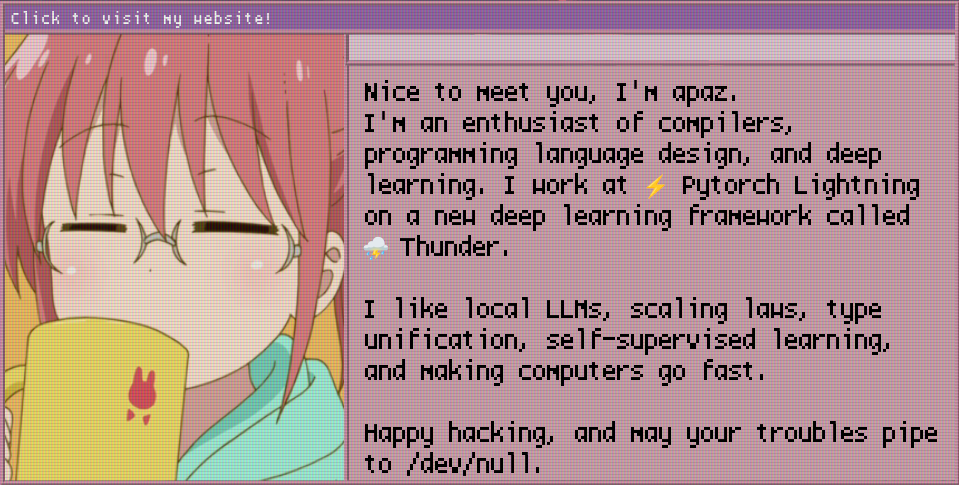 Click to visit my website!
Nice to meet you, I'm apaz.
I'm an enthusiast of compilers,
programming language design, and deep
learning. I work at ⚡ Pytorch Lightning
on a new deep learning framework called
⛈️ Thunder.
I like local LLMs, scaling laws, type
unification, self-supervised learning,
and making computers go fast.
Happy hacking, and may your troubles pipe
to /dev/null.